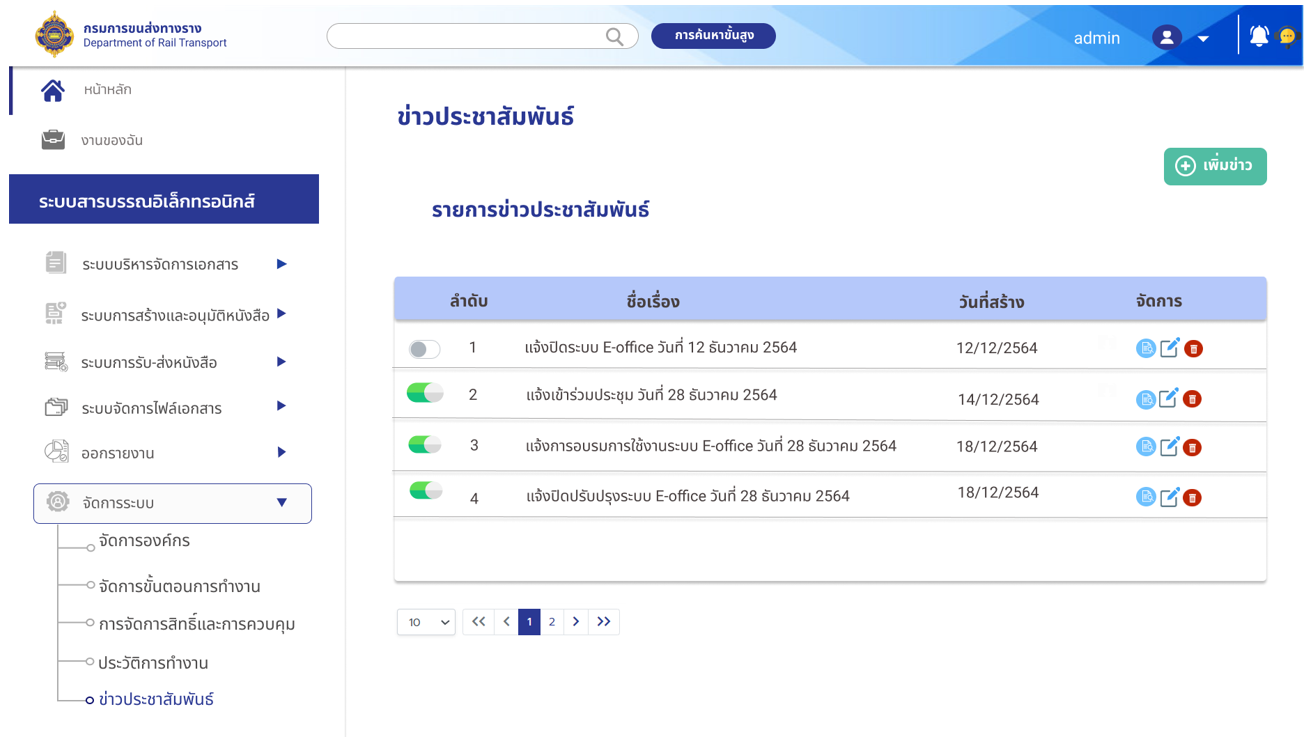 กรมการขนส่งทางราง
Department of Rail Transport
การค้นหาขั้นสูง
admin
หน้าหลัก
งานของฉัน
ระบบสารบรรณอิเล็กทรอนิกส์
ระบบบริหารจัดการเอกสาร
ระบบการสร้างและอนุมัติหนังสือ
ระบบการรับ-ส่งหนังสือ
ระบบจัดการไฟล์เอกสาร
ออกรายงาน
จัดการระบบ
จัดการองค์กร
จัดการขั้นตอนการทำงาน
การจัดการสิทธิ์และการควบคุม
ประวัติการทำงาน
ข่าวประชาสัมพันธ์
ข่าวประชาสัมพันธ์
เพิ่มข่าว
รายการข่าวประชาสัมพันธ์
ลำดับ ชื่อเรื่อง วันที่สร้าง จัดการ
1 แจ้งปิดระบบ E-office วันที่ 12 ธันวาคม 2564 12/12/2564
2 แจ้งเข้าร่วมประชุม วันที่ 28 ธันวาคม 2564 14/12/2564
3 แจ้งการอบรมการใช้งานระบบ E-office วันที่ 28 ธันวาคม 2564 18/12/2564
4 แจ้งปิดปรับปรุงระบบ E-office วันที่ 28 ธันวาคม 2564 18/12/2564
10 << < 1 2 > >>